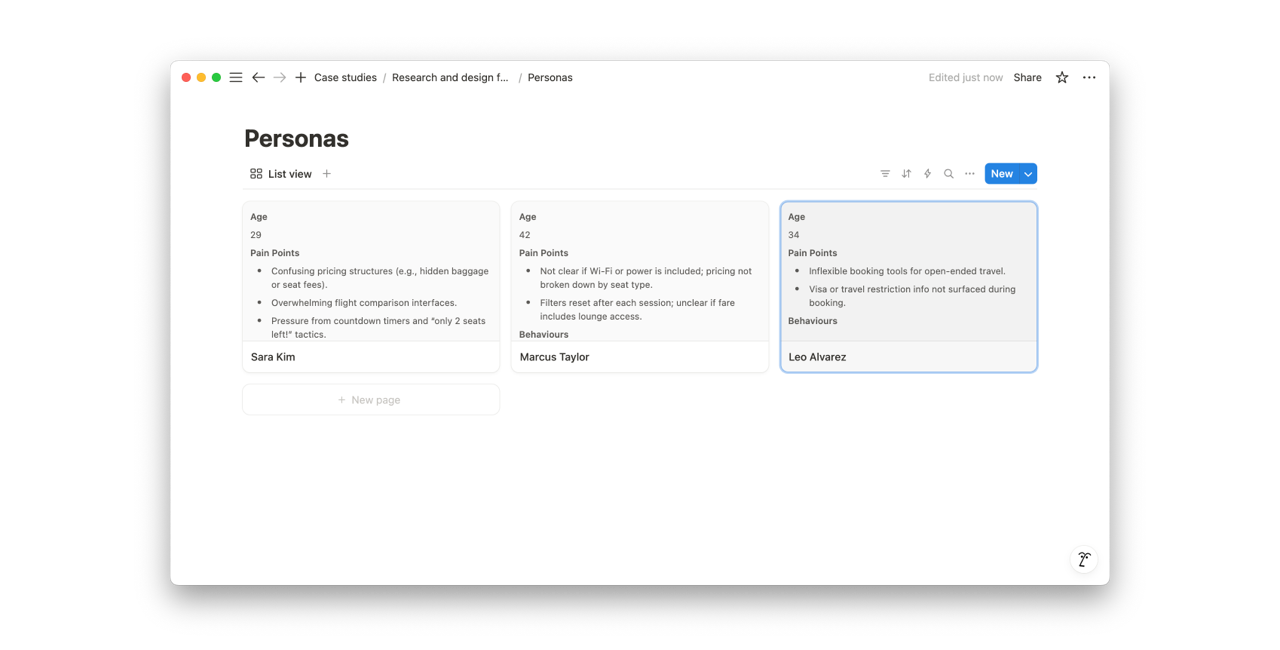 Case studies / Research and design f... / Personas
Edited just now Share
Personas
List view
New
Age
29
Pain Points
• Confusing pricing structures (e.g., hidden baggage
or seat fees).
• Overwhelming flight comparison interfaces.
• Pressure from countdown timers and “only 2 seats
left!” tactics.
Sara Kim
Age
42
Pain Points
• Not clear if Wi-Fi or power is included; pricing not
broken down by seat type.
• Filters reset after each session; unclear if fare
includes lounge access.
Behaviours
Marcus Taylor
Age
34
Pain Points
• Inflexible booking tools for open-ended travel.
• Visa or travel restriction info not surfaced during
booking.
Behaviours
Leo Alvarez
+ New page